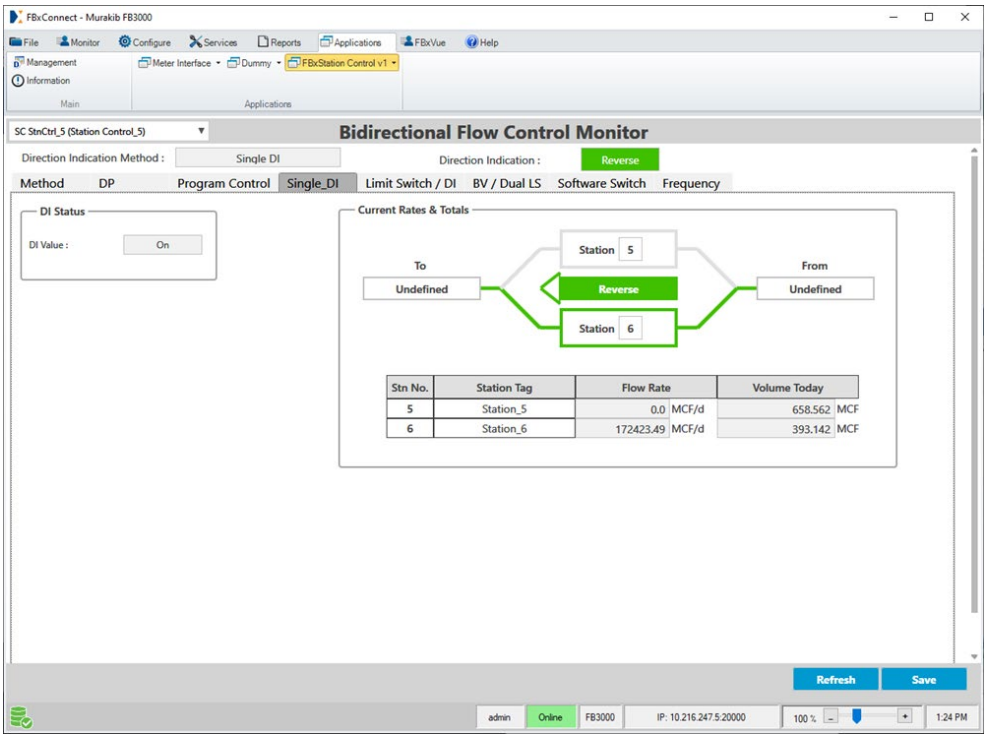 FBxConnect - Murakib FB3000
File Monitor Configure Services Reports Applications FBxVue Help
Management Meter Interface Dummy FBxStation Control v1
Information
Main Applications
SC StnCtrl_5 (Station Control_5) Bidirectional Flow Control Monitor
Direction Indication Method : Single DI Direction Indication : Reverse
Method DP Program Control Single_DI Limit Switch / DI BV / Dual LS Software Switch Frequency
DI Status
DI Value : On
Current Rates & Totals
Station 5
To From
Undefined Reverse Undefined
Station 6
Stn No. Station Tag Flow Rate Volume Today
5 Station_5 0.0 MCF/d 658.562 MCF
6 Station_6 172423.49 MCF/d 393.142 MCF
Refresh Save
admin Online FB3000 IP: 10.216.247.5:20000 100 % - + 1:24 PM